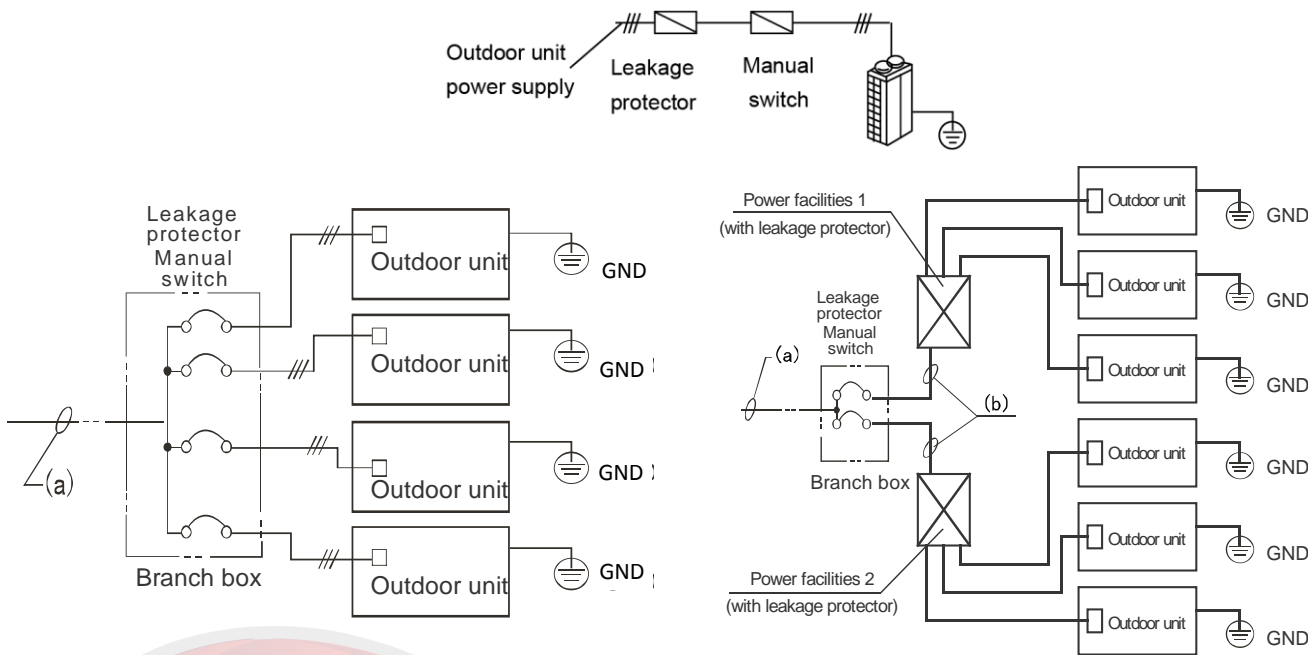 Outdoor unit
power supply
Leakage
protector
Manual
switch
Leakage
protector
Manual
switch
Outdoor unit
GND
Outdoor unit
GND
(a)
Outdoor unit
GND
Outdoor unit
GND
Branch box
Power facilities 1
(with leakage protector)
Outdoor unit
GND
Outdoor unit
GND
Leakage
protector
Manual
switch
Outdoor unit
GND
(a)
(b)
Branch box
Outdoor unit
GND
Outdoor unit
GND
Power facilities 2
(with leakage protector)
Outdoor unit
GND